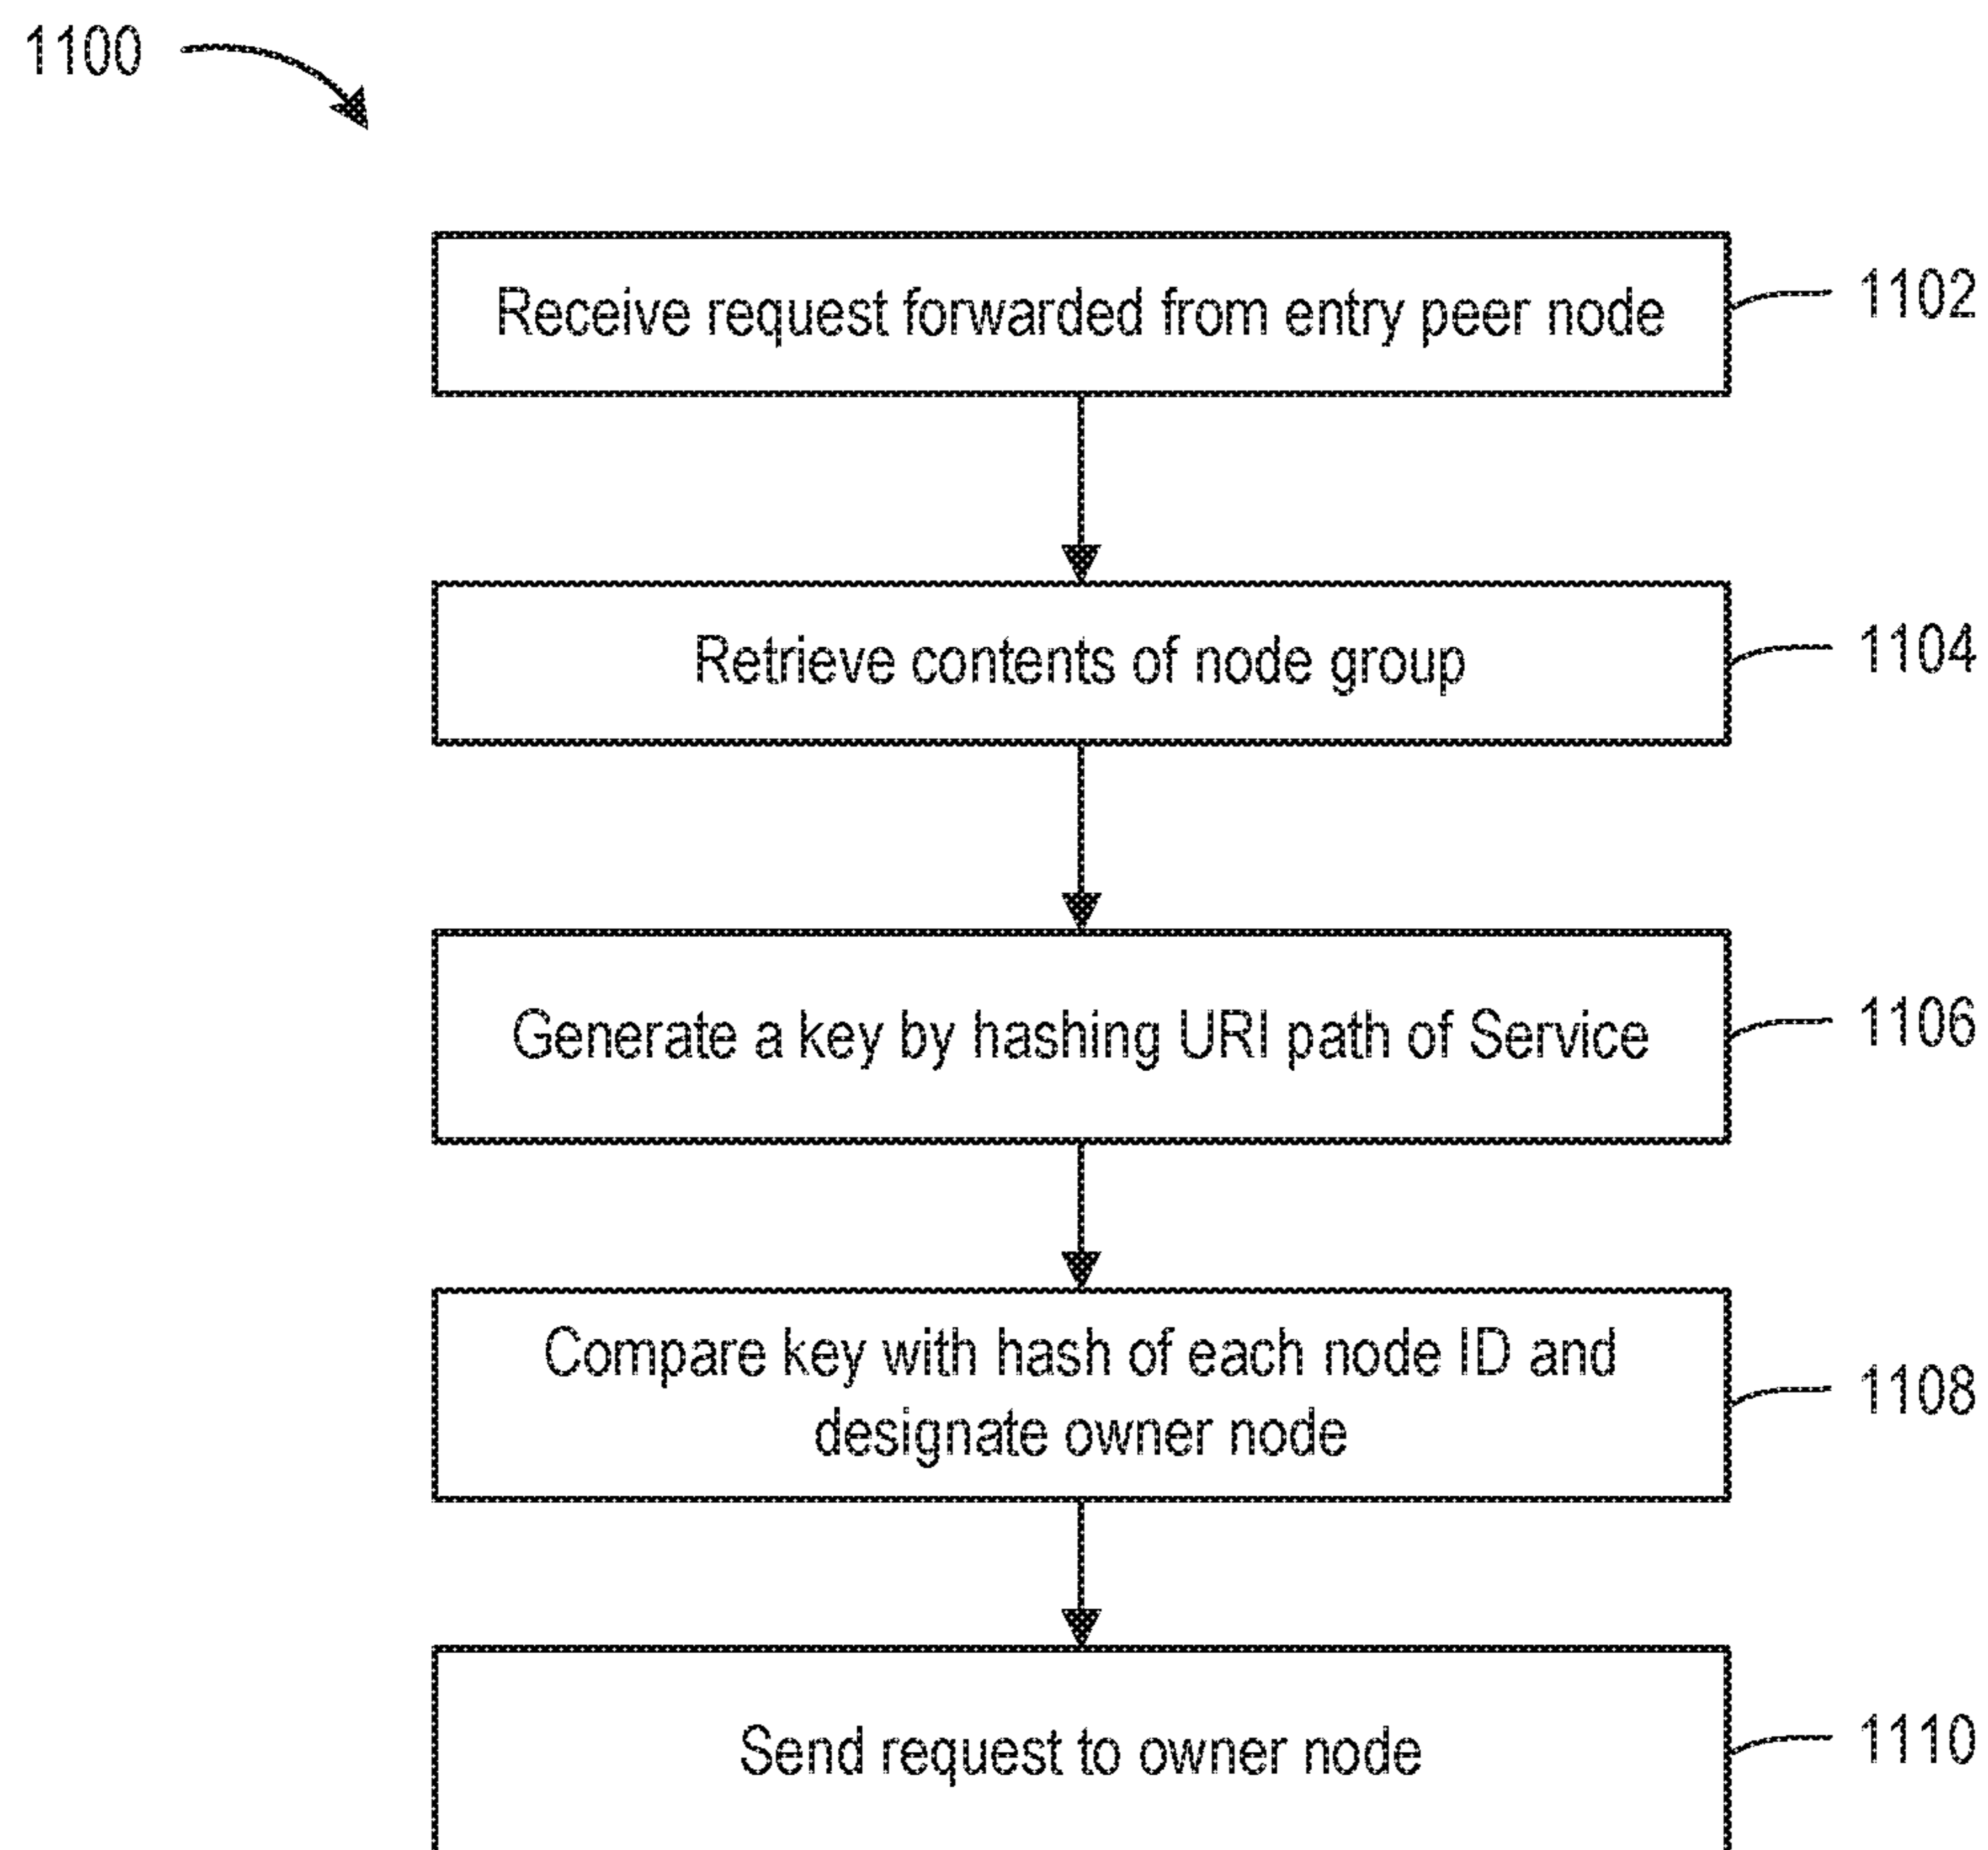 1100
Receive request forwarded from entry peer node
1102
Retrieve contents of node group
1104
Generate a key by hashing URI path of Service
1106
Compare key with hash of each node ID and
designate owner node
1108
Send request to owner node
1110